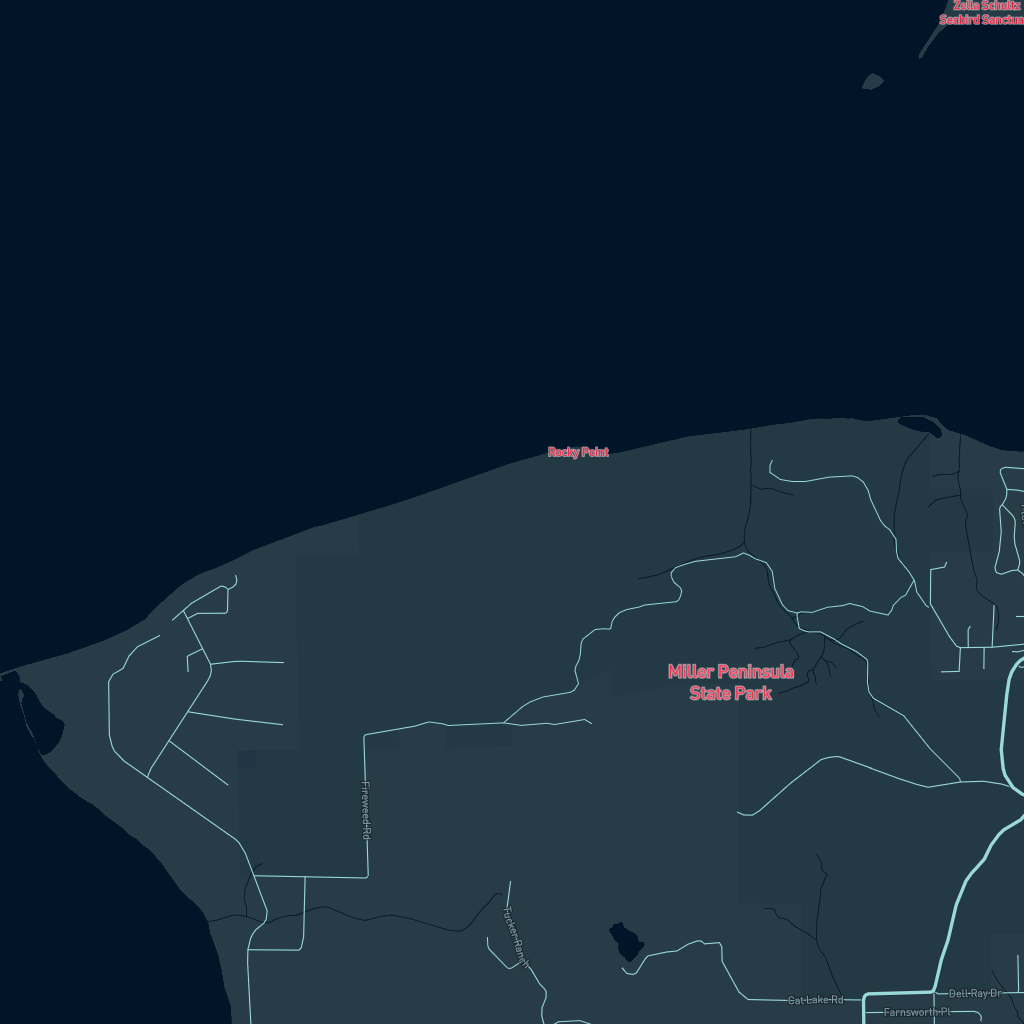 Zella Schultz
Seabird Sanctua
Rocky Point
Miller Peninsula
State Park
Fireweed Rd
Tucker Ranch
Cat Lake Rd
Dell Ray Dr
Farnsworth Pl